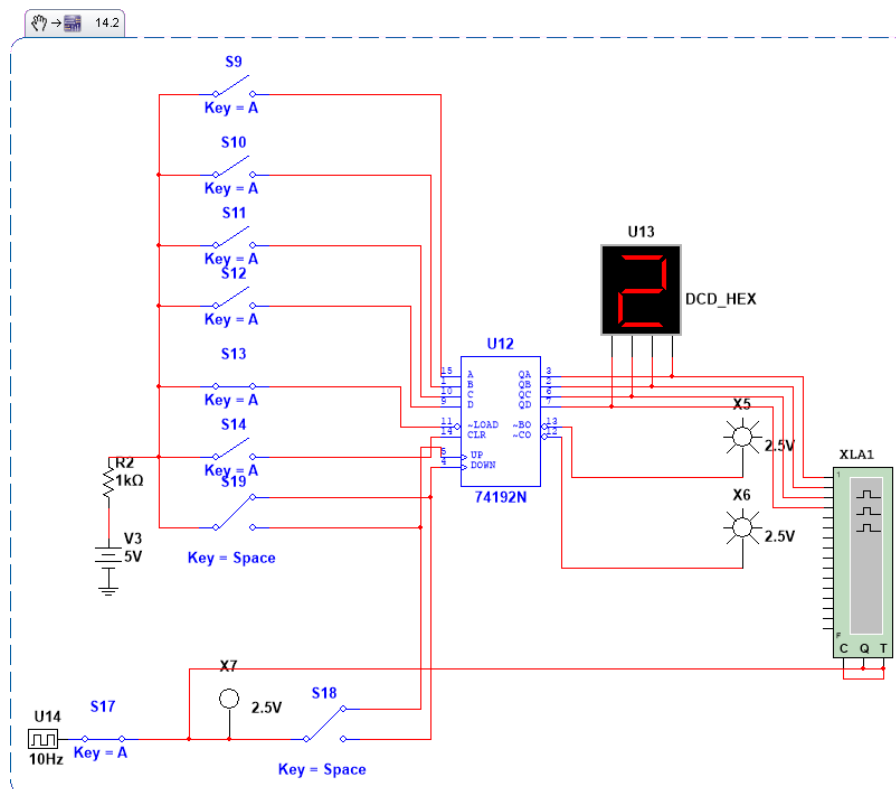 14.2
S9
Key = A
S10
Key = A
S11
Key = A
S12
Key = A
S13
Key = A
S14
Key = A
S19
Key = Space
R2
1kΩ
V3
5V
U12
15 A QA 3
1 B QB 2
10 C QC 6
9 D QD 7
11 ~LOAD ~BO 13
14 CLR ~CO 12
5 UP
4 DOWN
74192N
U13
2
DCD_HEX
X5
2.5V
X6
2.5V
XLA1
1
F
C Q T
X7
2.5V
S18
Key = Space
S17
Key = A
U14
10Hz